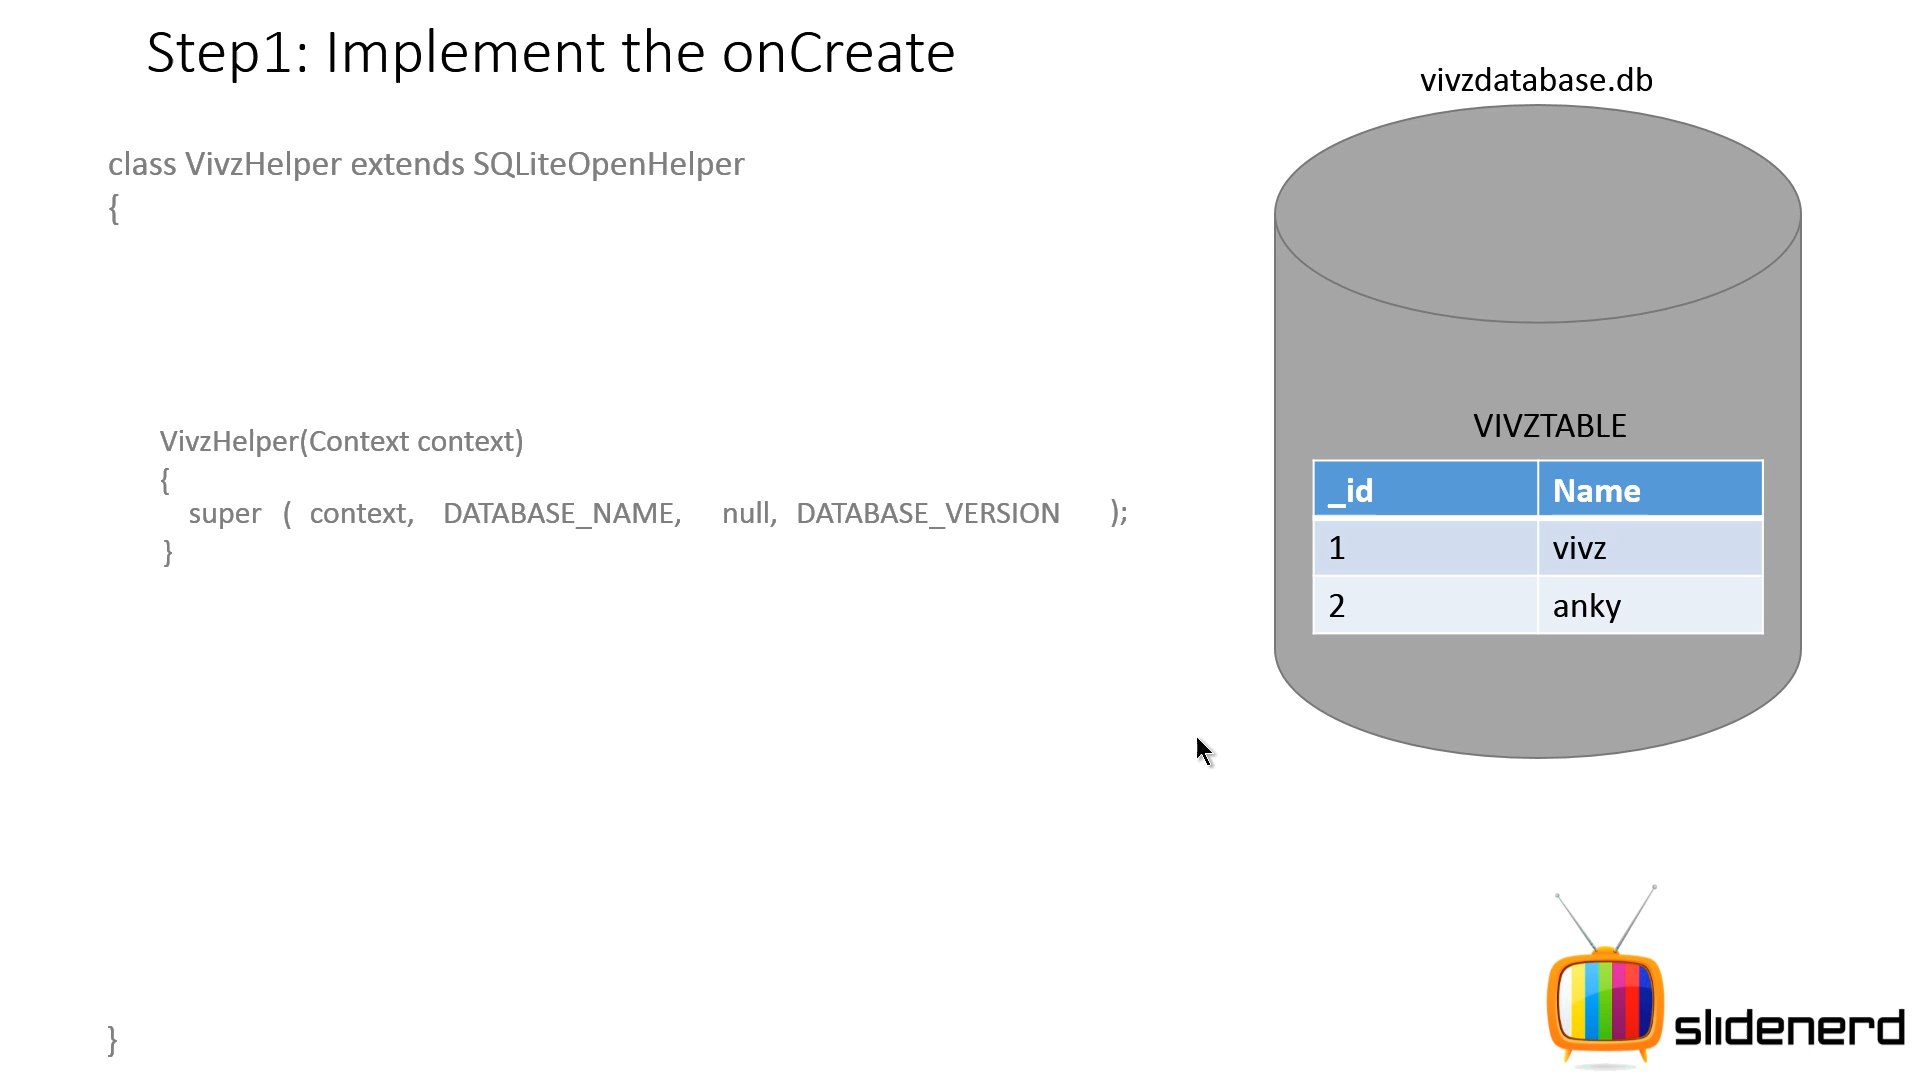 Step1: Implement the onCreate
class VivzHelper extends SQLiteOpenHelper
{
VivzHelper(Context context)
{
super ( context, DATABASE_NAME, null, DATABASE_VERSION );
}
}
vivzdatabase.db
VIVZTABLE
_id Name
1 vivz
2 anky
slidenerd